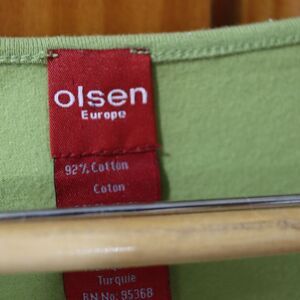 olsen
Europe
92% Cotton
Coton
Turquie
RN No: 95368